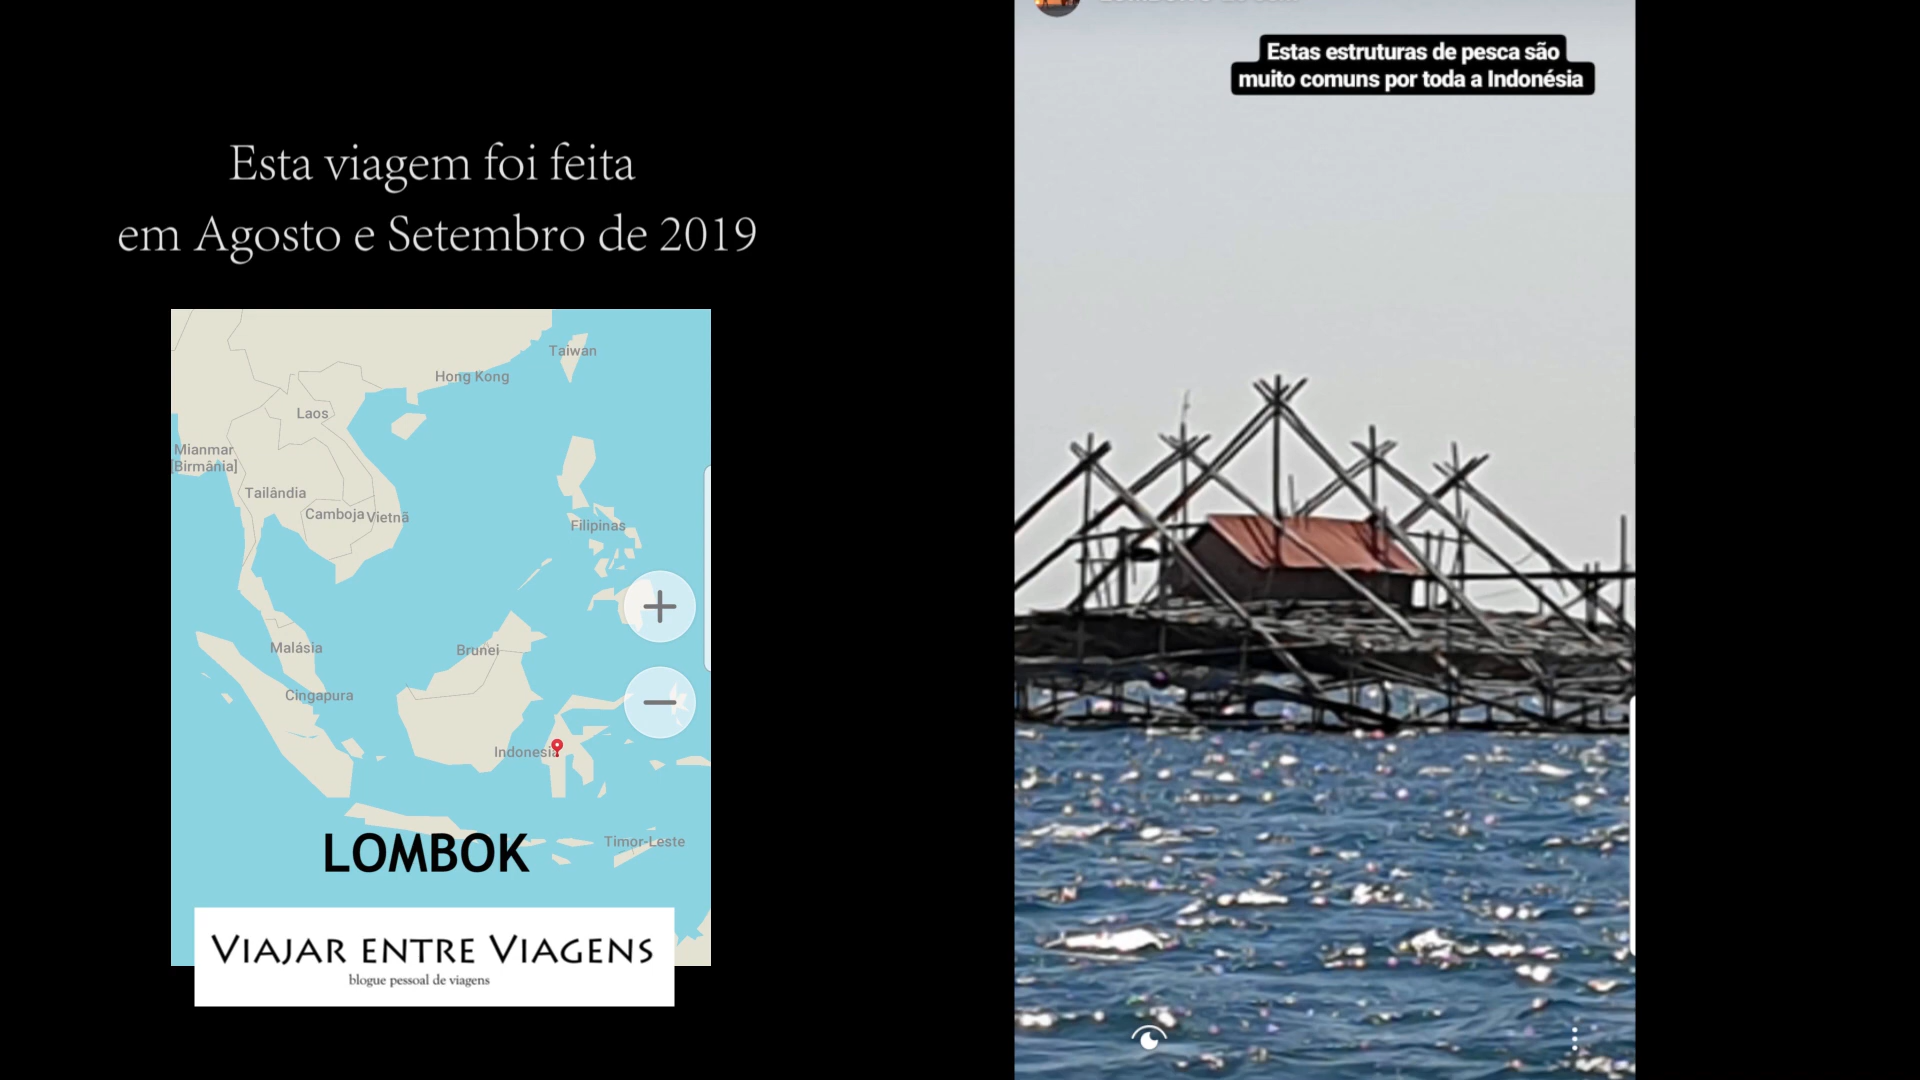 Esta viagem foi feita
em Agosto e Setembro de 2019
Taiwan
Hong Kong
Laos
Mianmar
[Birmânia]
Tailândia
Camboja
Vietnã
Filipinas
Malásia
Brunei
Cingapura
Indonesia
Timor-Leste
LOMBOK
VIAJAR ENTRE VIAGENS
blogue pessoal de viagens
Estas estruturas de pesca são
muito comuns por toda a Indonésia